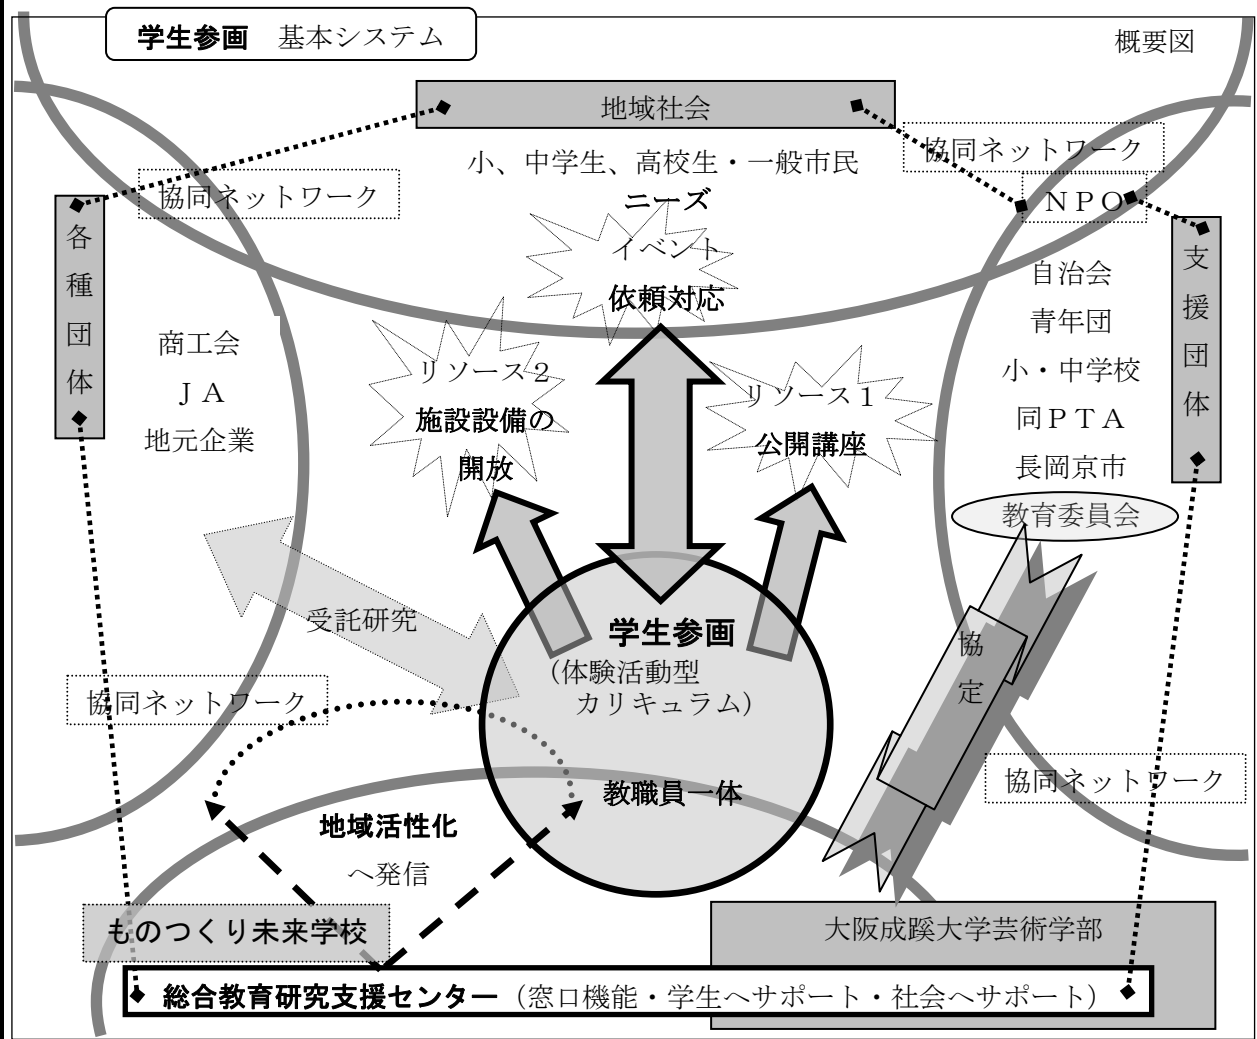 学生参画　基本システム
概要図
地域社会
小、中学生、高校生・一般市民
ニーズ
協同ネットワーク
協同ネットワーク
ＮＰＯ
各種団体
商工会
ＪＡ
地元企業
イベント
依頼対応
リソース２
施設設備の
開放
リソース１
公開講座
自治会
青年団
小・中学校
同ＰＴＡ
長岡京市
教育委員会
支援団体
受託研究
学生参画
（体験活動型
カリキュラム）
教職員一体
協定
協同ネットワーク
協同ネットワーク
地域活性化
へ発信
ものつくり未来学校
大阪成蹊大学芸術学部
総合教育研究支援センター（窓口機能・学生へサポート・社会へサポート）